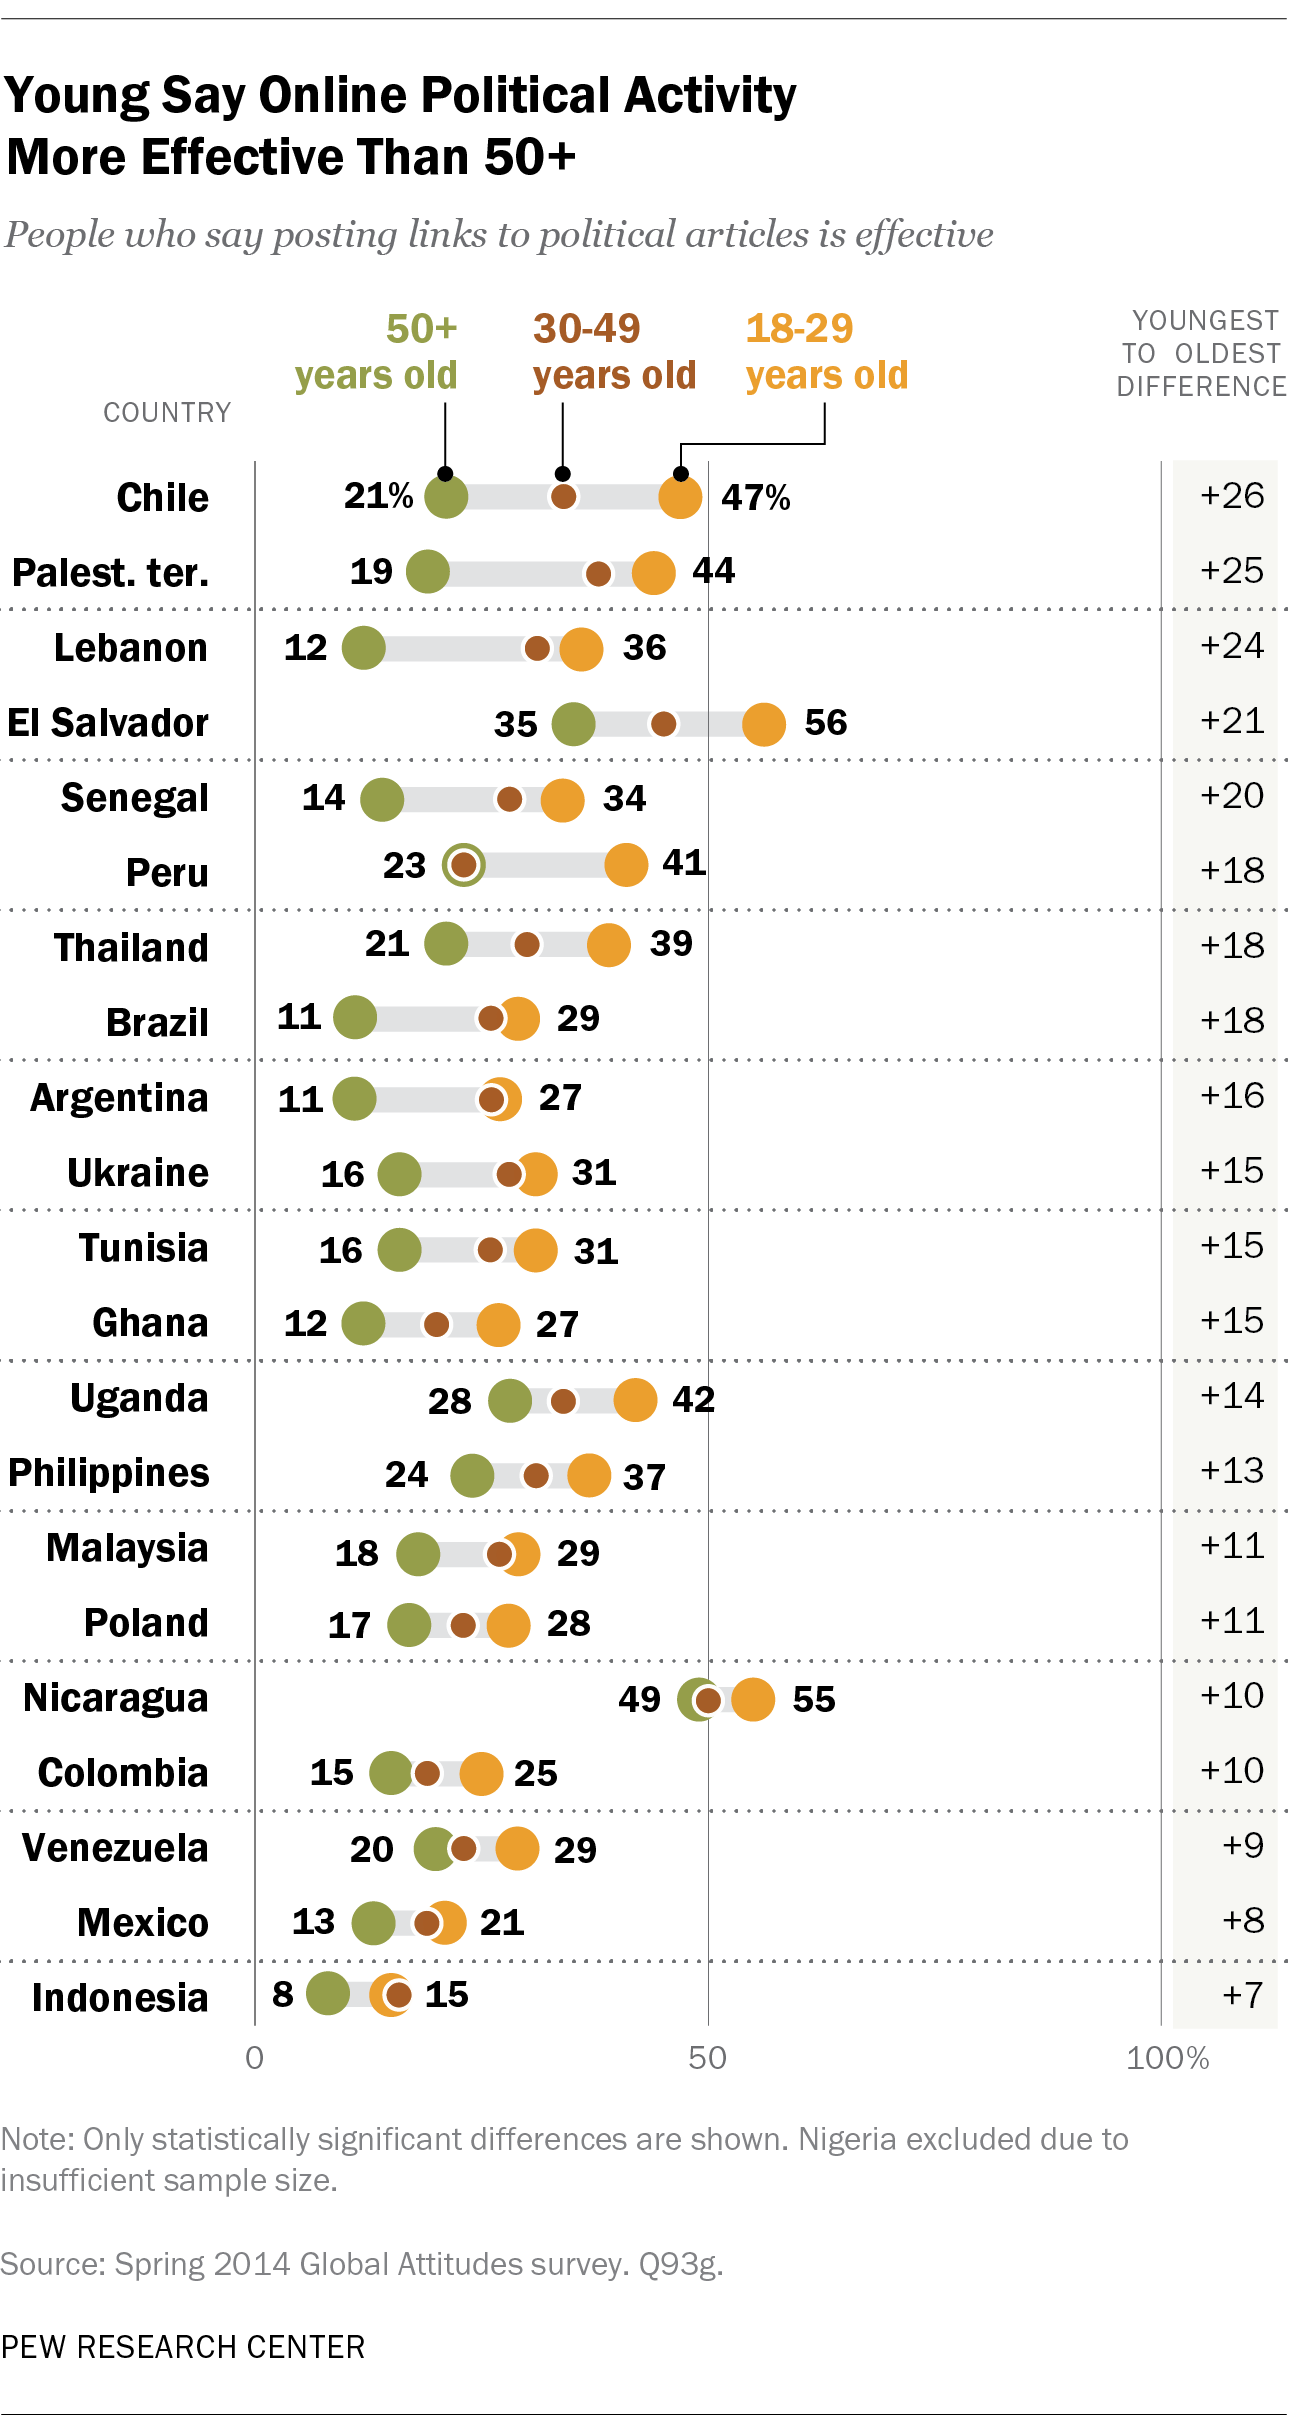 Young Say Online Political Activity
More Effective Than 50+
People who say posting links to political articles is effective
50+
years old
30-49
years old
18-29
years old
YOUNGEST
TO OLDEST
DIFFERENCE
COUNTRY
Chile 21% 47% +26
Palest. ter. 19 44 +25
Lebanon 12 36 +24
El Salvador 35 56 +21
Senegal 14 34 +20
Peru 23 41 +18
Thailand 21 39 +18
Brazil 11 29 +18
Argentina 11 27 +16
Ukraine 16 31 +15
Tunisia 16 31 +15
Ghana 12 27 +15
Uganda 28 42 +14
Philippines 24 37 +13
Malaysia 18 29 +11
Poland 17 28 +11
Nicaragua 49 55 +10
Colombia 15 25 +10
Venezuela 20 29 +9
Mexico 13 21 +8
Indonesia 8 15 +7
0 50 100%
Note: Only statistically significant differences are shown. Nigeria excluded due to
insufficient sample size.
Source: Spring 2014 Global Attitudes survey. Q93g.
PEW RESEARCH CENTER